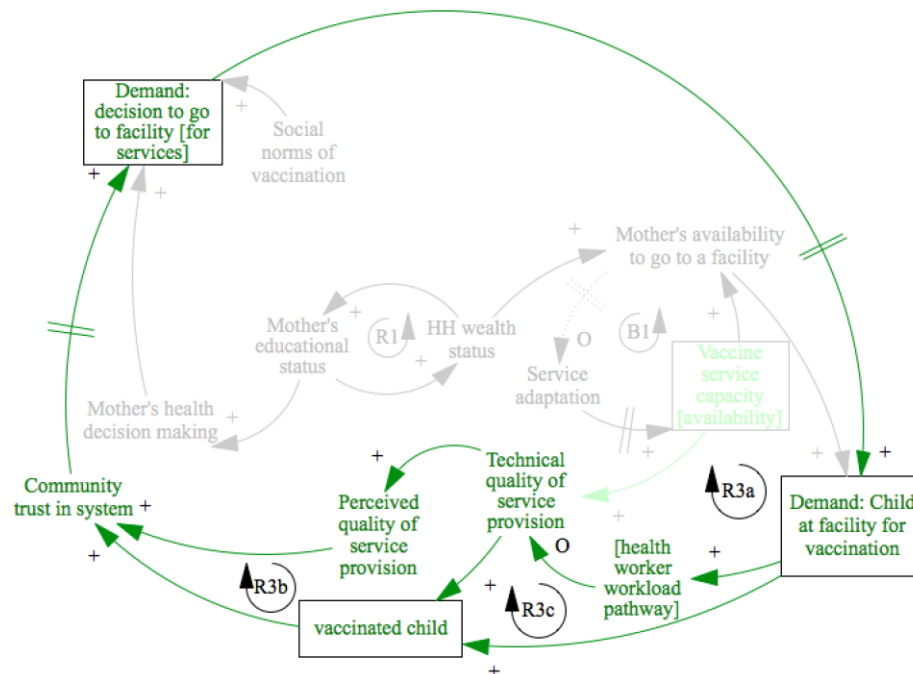 Demand:
decision to go
to facility [for
services]
+
Social
norms of
vaccination
+
+
+
Mother's availability
to go to a facility
Mother's
educational
status
+
R1
+
HH wealth
status
O
B1
+
Service
adaptation
Vaccine
service
capacity
[availability]
Mother's health
decision making
+
+
+
+
Community
trust in system
+
+
+
Perceived
quality of
service
provision
Technical
quality of
service
provision
O
+
[health
worker
workload
pathway]
R3a
+
Demand: Child
at facility for
vaccination
R3b
vaccinated child
+
R3c
+